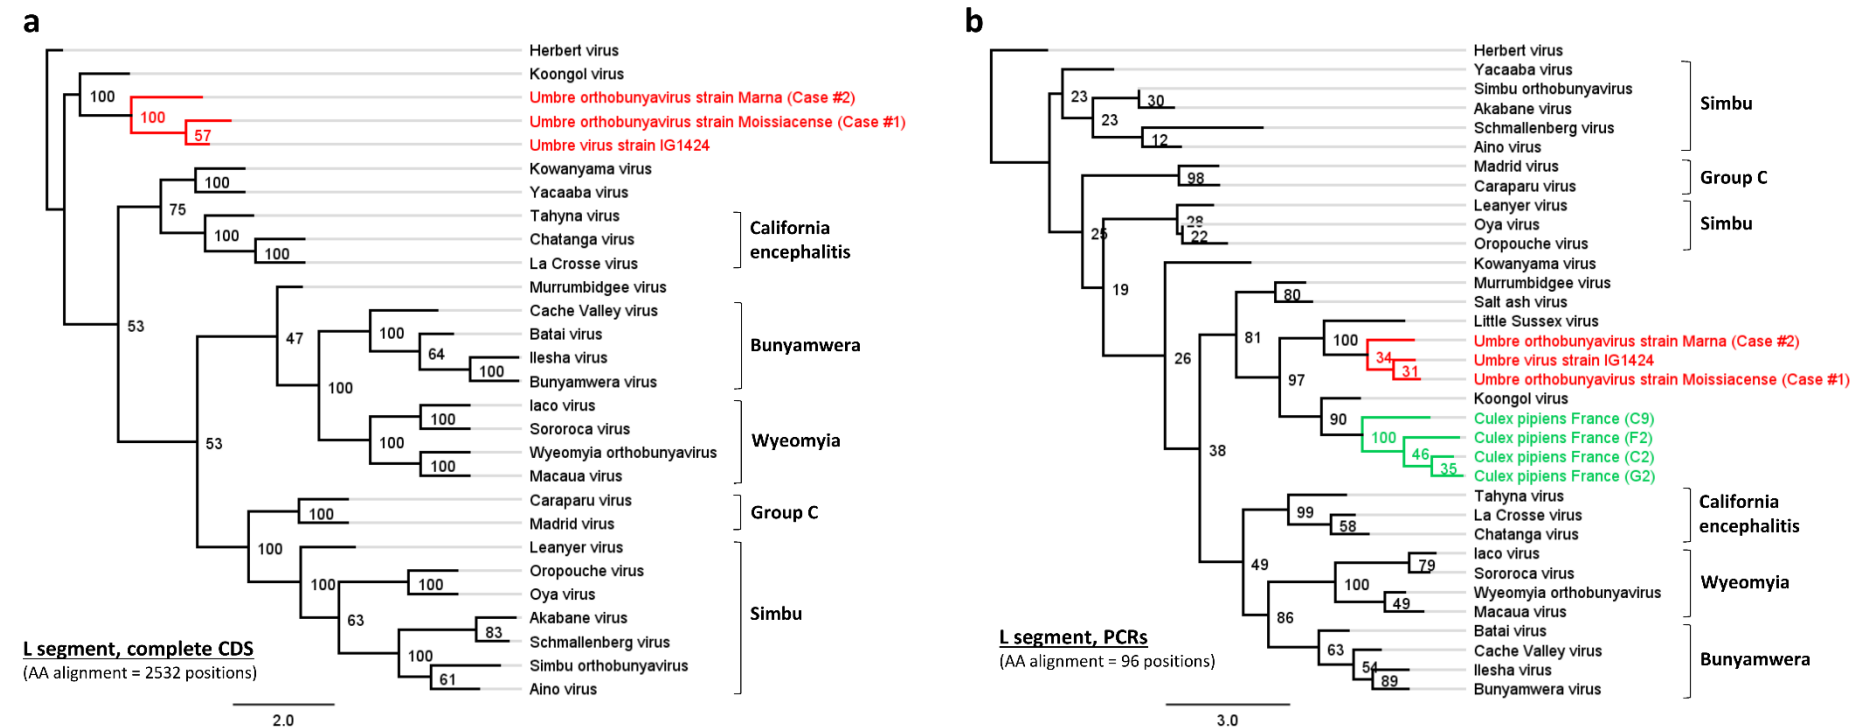 a
Herbert virus
Koongol virus
100
Umbre orthobunyavirus strain Marna (Case #2)
100
Umbre orthobunyavirus strain Moissiacense (Case #1)
57
Umbre virus strain IG1424
Kowanyama virus
100
Yacaaba virus
75
Tahyna virus
100
Chatanga virus
100
La Crosse virus
California
encephalitis
53
Murrumbidgee virus
47
Cache Valley virus
100
Batai virus
64
Ilesha virus
100
Bunyamwera virus
Bunyamwera
100
Iaco virus
100
Sororoca virus
100
Wyeomyia orthobunyavirus
100
Macaua virus
Wyeomyia
53
Caraparu virus
100
Madrid virus
Group C
100
Leanyer virus
100
Oropouche virus
100
Oya virus
63
Akabane virus
83
Schmallenberg virus
100
Simbu orthobunyavirus
61
Aino virus
Simbu
L segment, complete CDS
(AA alignment = 2532 positions)
2.0
b
Herbert virus
Yacaaba virus
23
Simbu orthobunyavirus
30
Akabane virus
23
Schmallenberg virus
12
Aino virus
Simbu
Madrid virus
98
Caraparu virus
Group C
25
Leanyer virus
28
Oya virus
22
Oropouche virus
Simbu
19
Kowanyama virus
26
Murrumbidgee virus
80
Salt ash virus
81
Little Sussex virus
100
Umbre orthobunyavirus strain Marna (Case #2)
34
Umbre virus strain IG1424
31
Umbre orthobunyavirus strain Moissiacense (Case #1)
97
Koongol virus
90
Culex pipiens France (C9)
100
Culex pipiens France (F2)
46
Culex pipiens France (C2)
35
Culex pipiens France (G2)
38
Tahyna virus
99
La Crosse virus
58
Chatanga virus
California
encephalitis
49
Iaco virus
79
Sororoca virus
100
Wyeomyia orthobunyavirus
49
Macaua virus
Wyeomyia
86
Batai virus
63
Cache Valley virus
54
Ilesha virus
89
Bunyamwera virus
Bunyamwera
L segment, PCRs
(AA alignment = 96 positions)
3.0